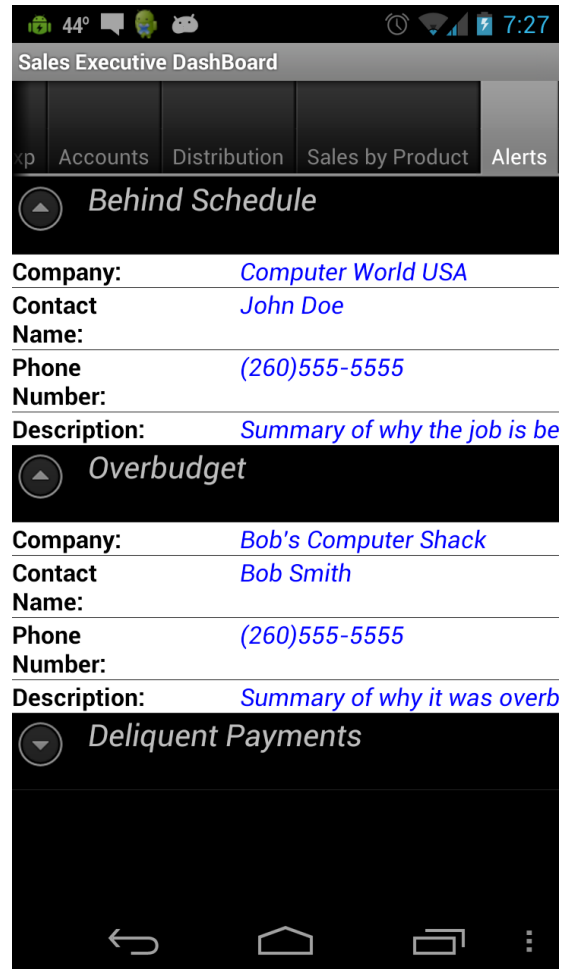 44° 7:27
Sales Executive DashBoard
xp Accounts Distribution Sales by Product Alerts
Behind Schedule
Company: Computer World USA
Contact Name: John Doe
Phone Number: (260)555-5555
Description: Summary of why the job is be
Overbudget
Company: Bob's Computer Shack
Contact Name: Bob Smith
Phone Number: (260)555-5555
Description: Summary of why it was overb
Deliquent Payments